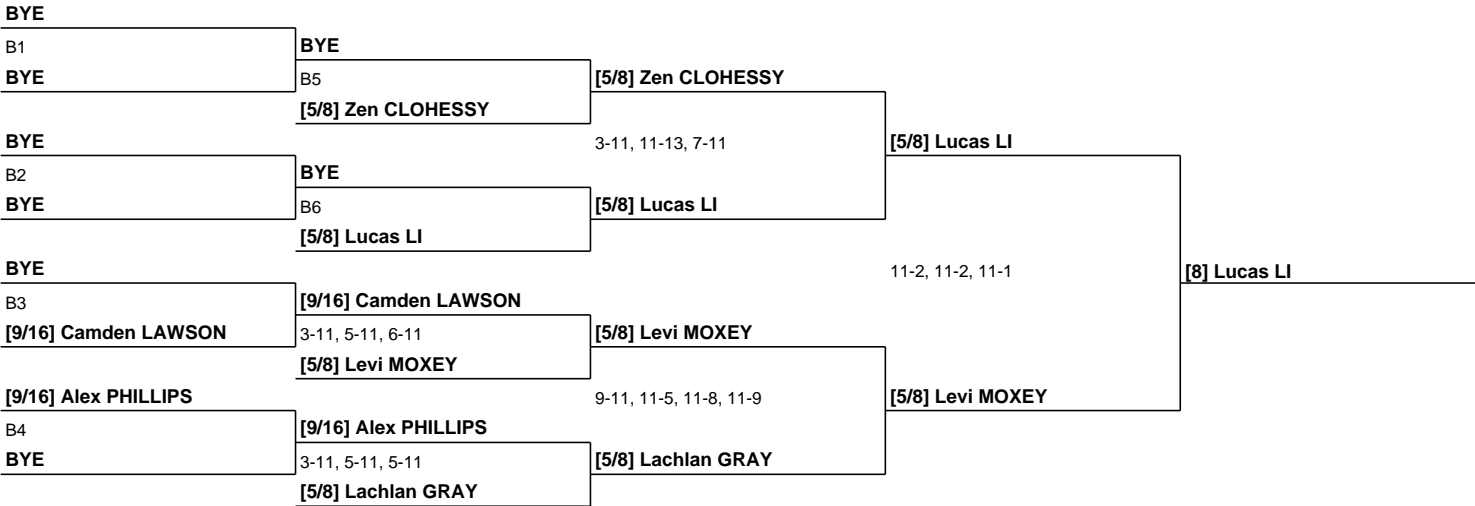 BYE
B1
BYE
BYE
B5
[5/8] Zen CLOHESSY
[5/8] Zen CLOHESSY
BYE
3-11, 11-13, 7-11
[5/8] Lucas LI
B2
BYE
BYE
B6
[5/8] Lucas LI
[5/8] Lucas LI
BYE
11-2, 11-2, 11-1
[8] Lucas LI
B3
[9/16] Camden LAWSON
[9/16] Camden LAWSON
3-11, 5-11, 6-11
[5/8] Levi MOXEY
[5/8] Levi MOXEY
[9/16] Alex PHILLIPS
9-11, 11-5, 11-8, 11-9
[5/8] Levi MOXEY
B4
[9/16] Alex PHILLIPS
BYE
3-11, 5-11, 5-11
[5/8] Lachlan GRAY
[5/8] Lachlan GRAY